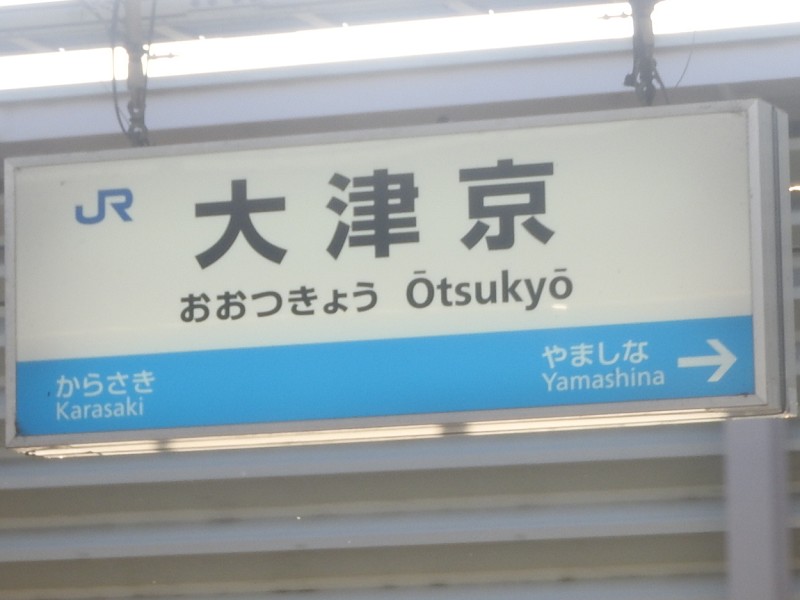 JR
大津京
おおつきょう Ōtsukyō
からさき
Karasaki
やましな
Yamashina →